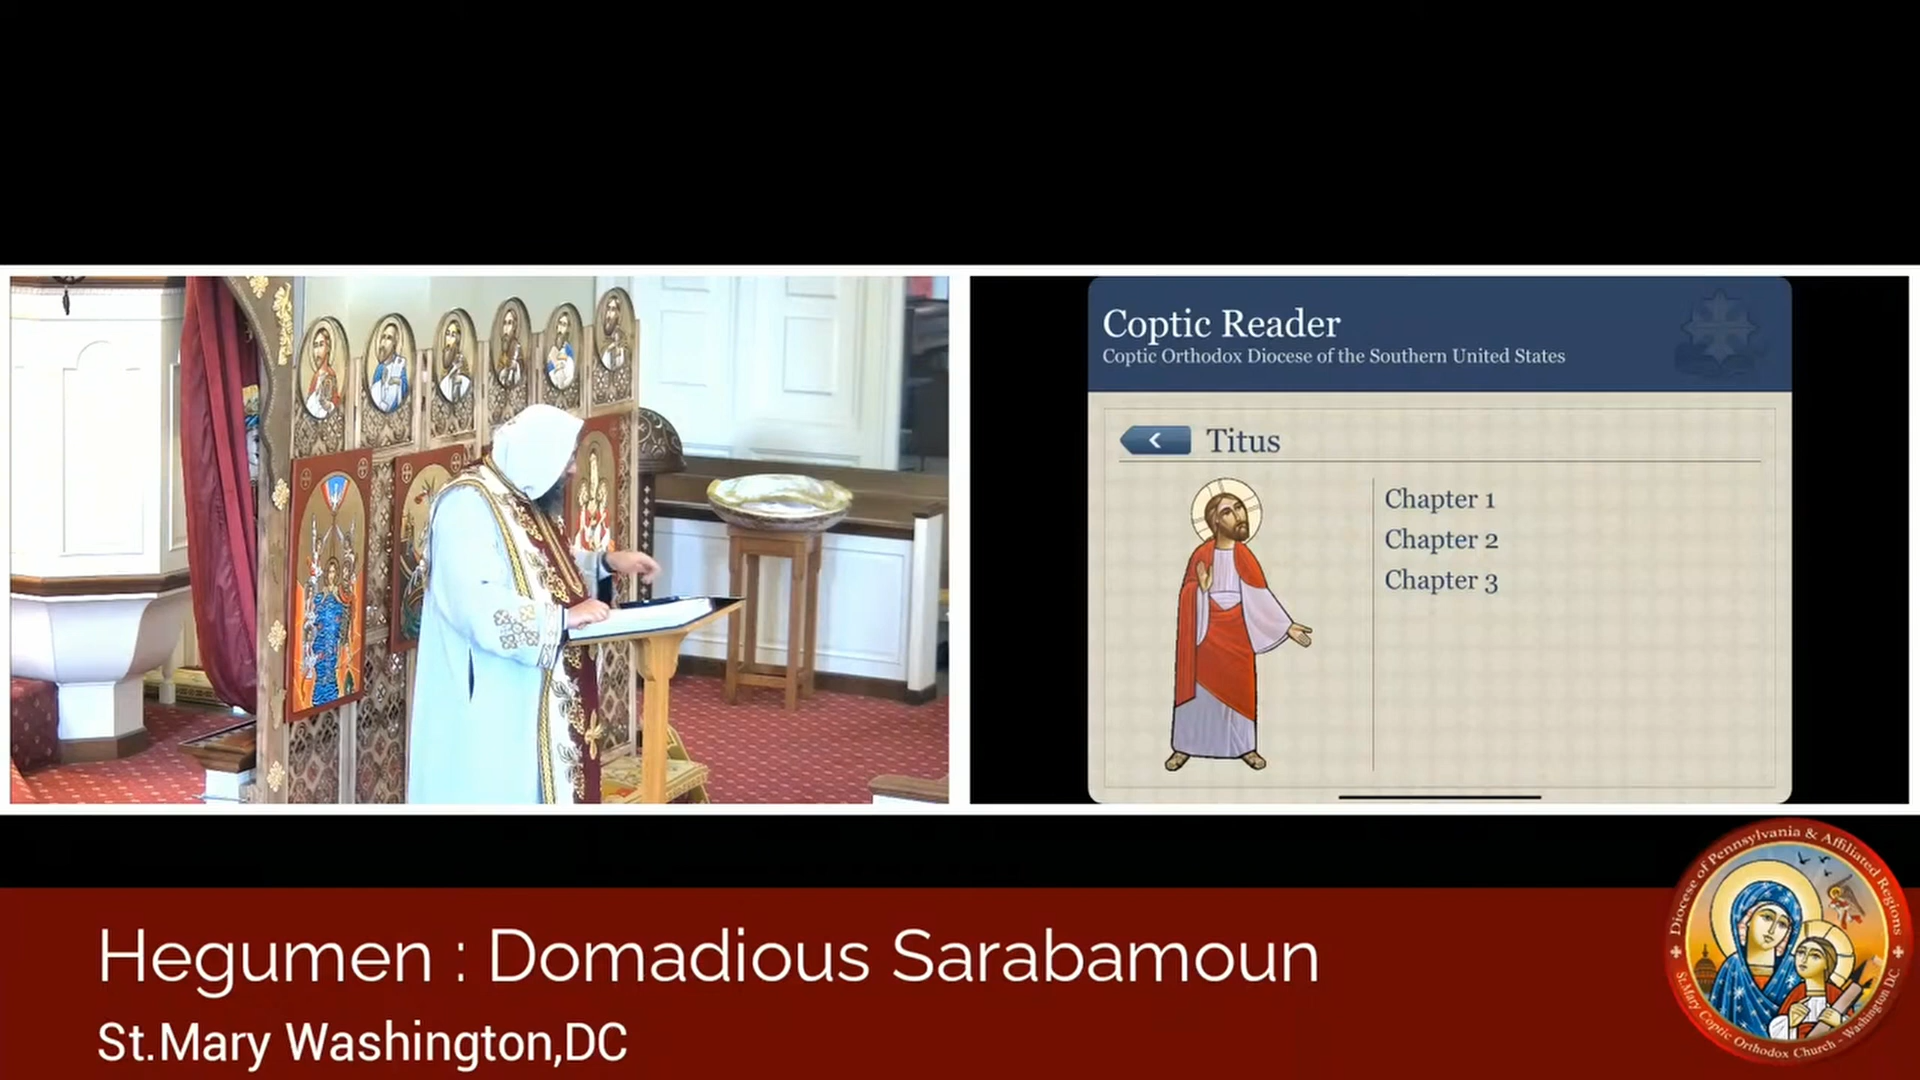 Coptic Reader
Coptic Orthodox Diocese of the Southern United States
Titus
Chapter 1
Chapter 2
Chapter 3
Hegumen : Domadious Sarabamoun
St.Mary Washington,DC
Diocese of Pennsylvania & Affiliated Regions
St.Mary Coptic Orthodox Church - Washington D.C.